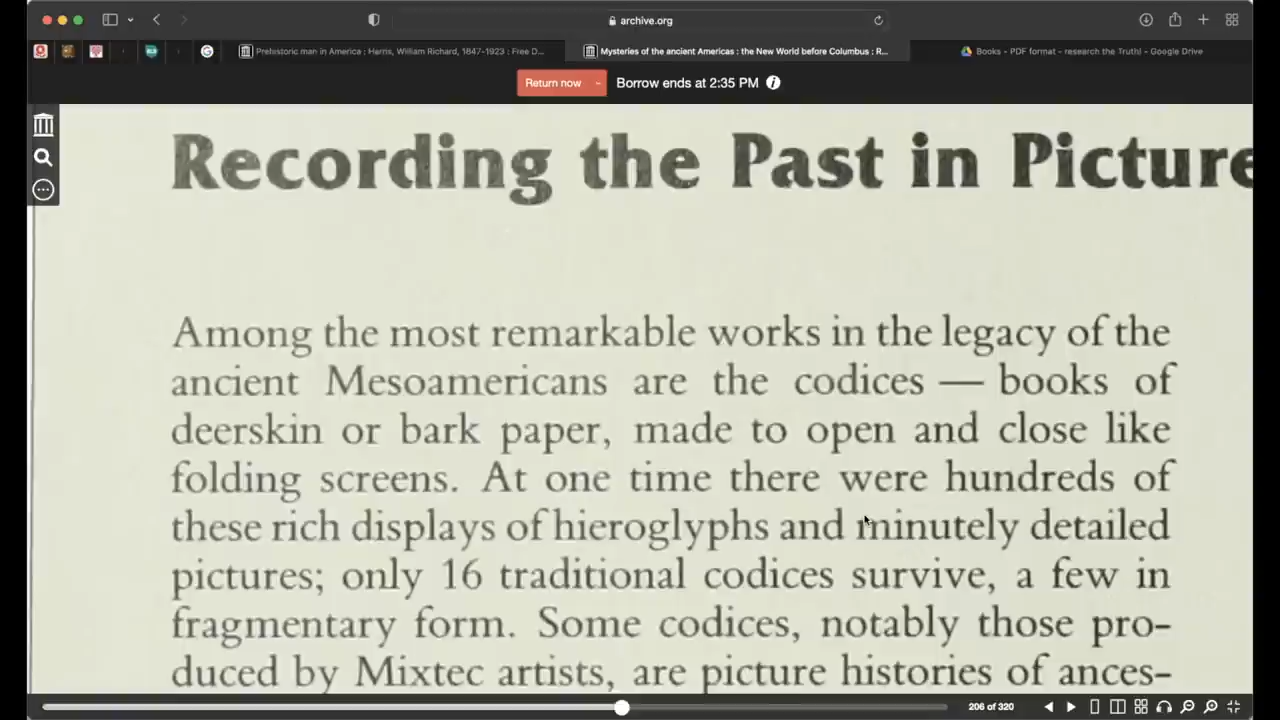 archive.org
Prehistoric man in America : Harris, William Richard, 1847-1923 : Free D...
Mysteries of the ancient Americas : the New World before Columbus : R...
Books - PDF format - research the Truth! - Google Drive
Return now
Borrow ends at 2:35 PM
Recording the Past in Picture
Among the most remarkable works in the legacy of the
ancient Mesoamericans are the codices — books of
deerskin or bark paper, made to open and close like
folding screens. At one time there were hundreds of
these rich displays of hieroglyphs and minutely detailed
pictures; only 16 traditional codices survive, a few in
fragmentary form. Some codices, notably those pro-
duced by Mixtec artists, are picture histories of ances-
206 of 320